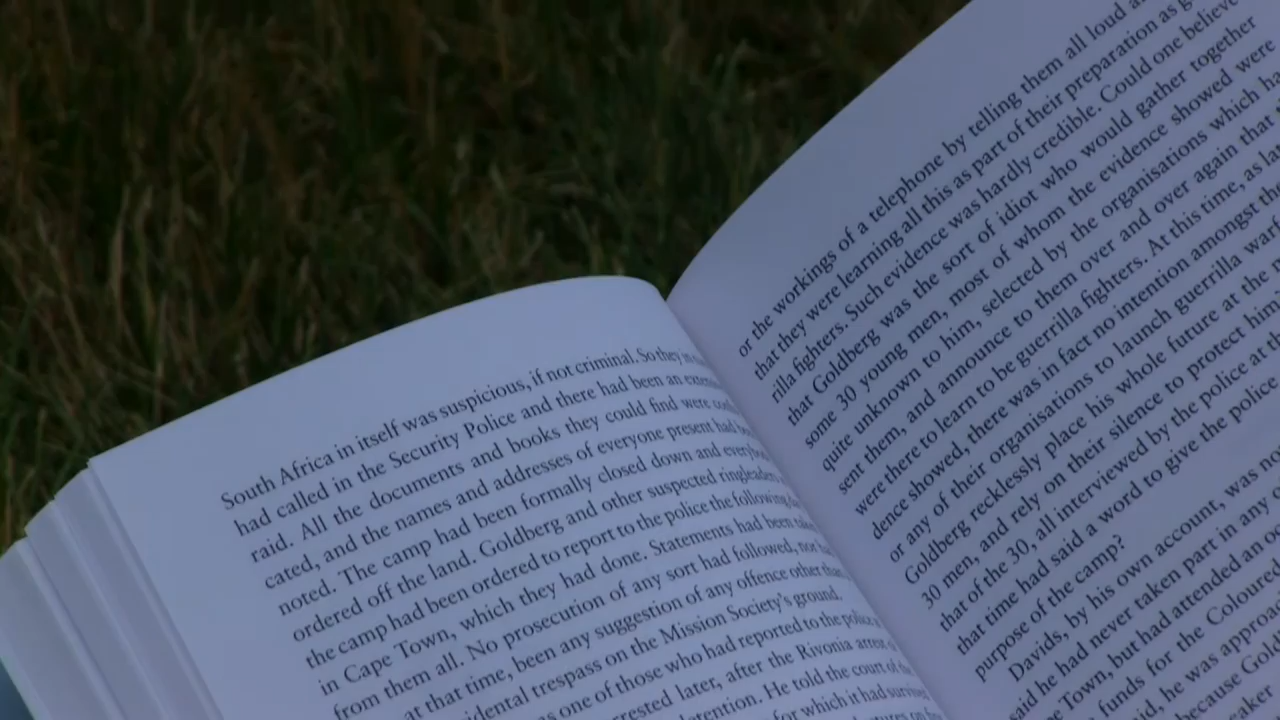 South Africa in itself was suspicious, if not criminal. So they
had called in the Security Police and there had been an
raid. All the documents and books they could find were
cated, and the names and addresses of everyone present had
noted. The camp had been formally closed down and
ordered off the land. Goldberg and other suspected ringleaders
the camp had been ordered to report to the police the following
in Cape Town, which they had done. Statements had been
from them all. No prosecution of any sort had followed,
at that time, been any suggestion of any offence other
trespass on the Mission Society's ground.
one of those who had reported to the
later, after the Rivonia
He told the court of
for which it had
or the workings of a telephone by telling them all loud
that they were learning all this as part of their preparation as
rilla fighters. Such evidence was hardly credible. Could one believe
that Goldberg was the sort of idiot who would gather together
some 30 young men, most of whom the evidence showed were
quite unknown to him, selected by the organisations which
sent them, and announce to them over and over again that
were there to learn to be guerrilla fighters. At this time, as
dence showed, there was in fact no intention amongst
or any of their organisations to launch guerrilla
Goldberg recklessly place his whole future at the
30 men, and rely on their silence to protect him
that of the 30, all interviewed by the police at
that time had said a word to give the police
purpose of the camp?
Davids, by his own account, was
said he had never taken part in any
Town, but had attended an
funds for the Coloured
he was
because